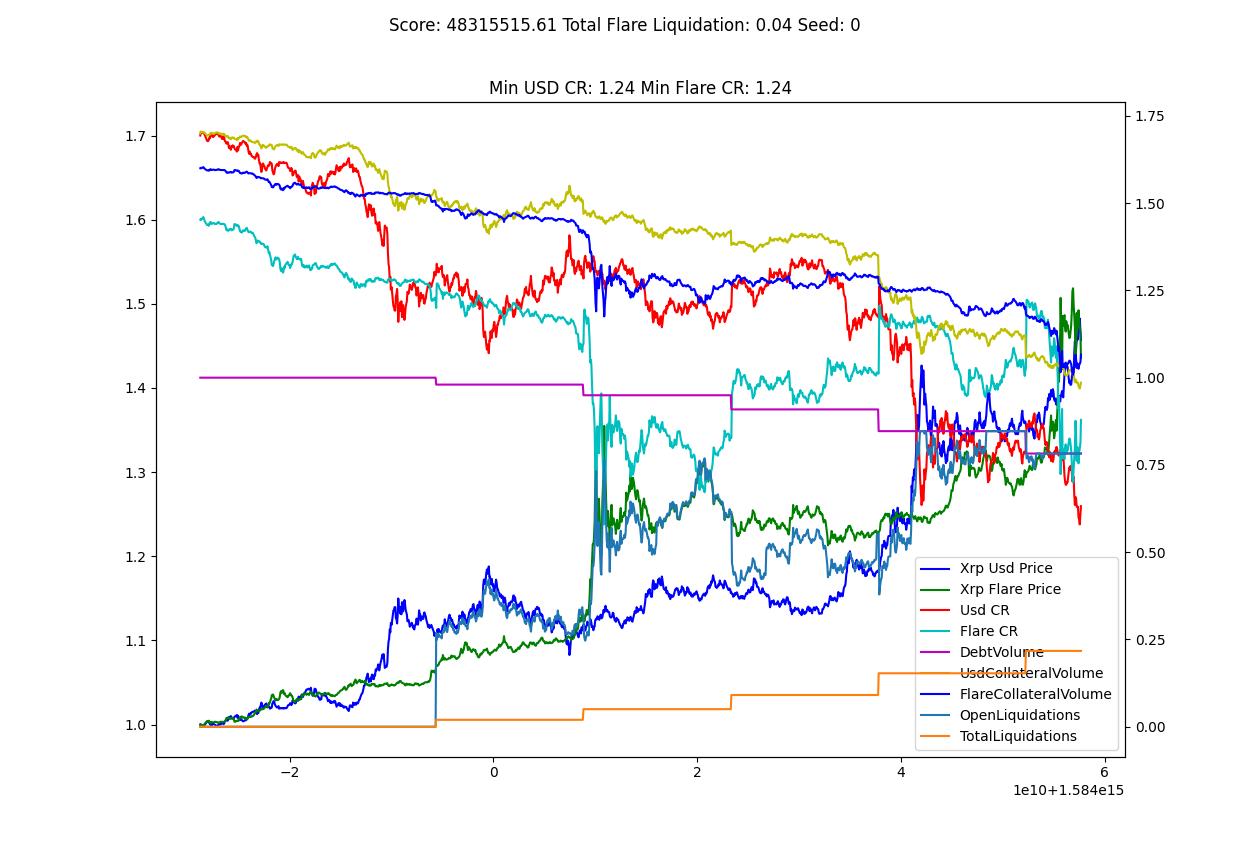 Score: 48315515.61 Total Flare Liquidation: 0.04 Seed: 0
Min USD CR: 1.24 Min Flare CR: 1.24
1.7
1.6
1.5
1.4
1.3
1.2
1.1
1.0
1.75
1.50
1.25
1.00
0.75
0.50
0.25
0.00
Xrp Usd Price
Xrp Flare Price
Usd CR
Flare CR
DebtVolume
UsdCollateralVolume
FlareCollateralVolume
OpenLiquidations
TotalLiquidations
−2 0 2 4 6
1e10+1.584e15